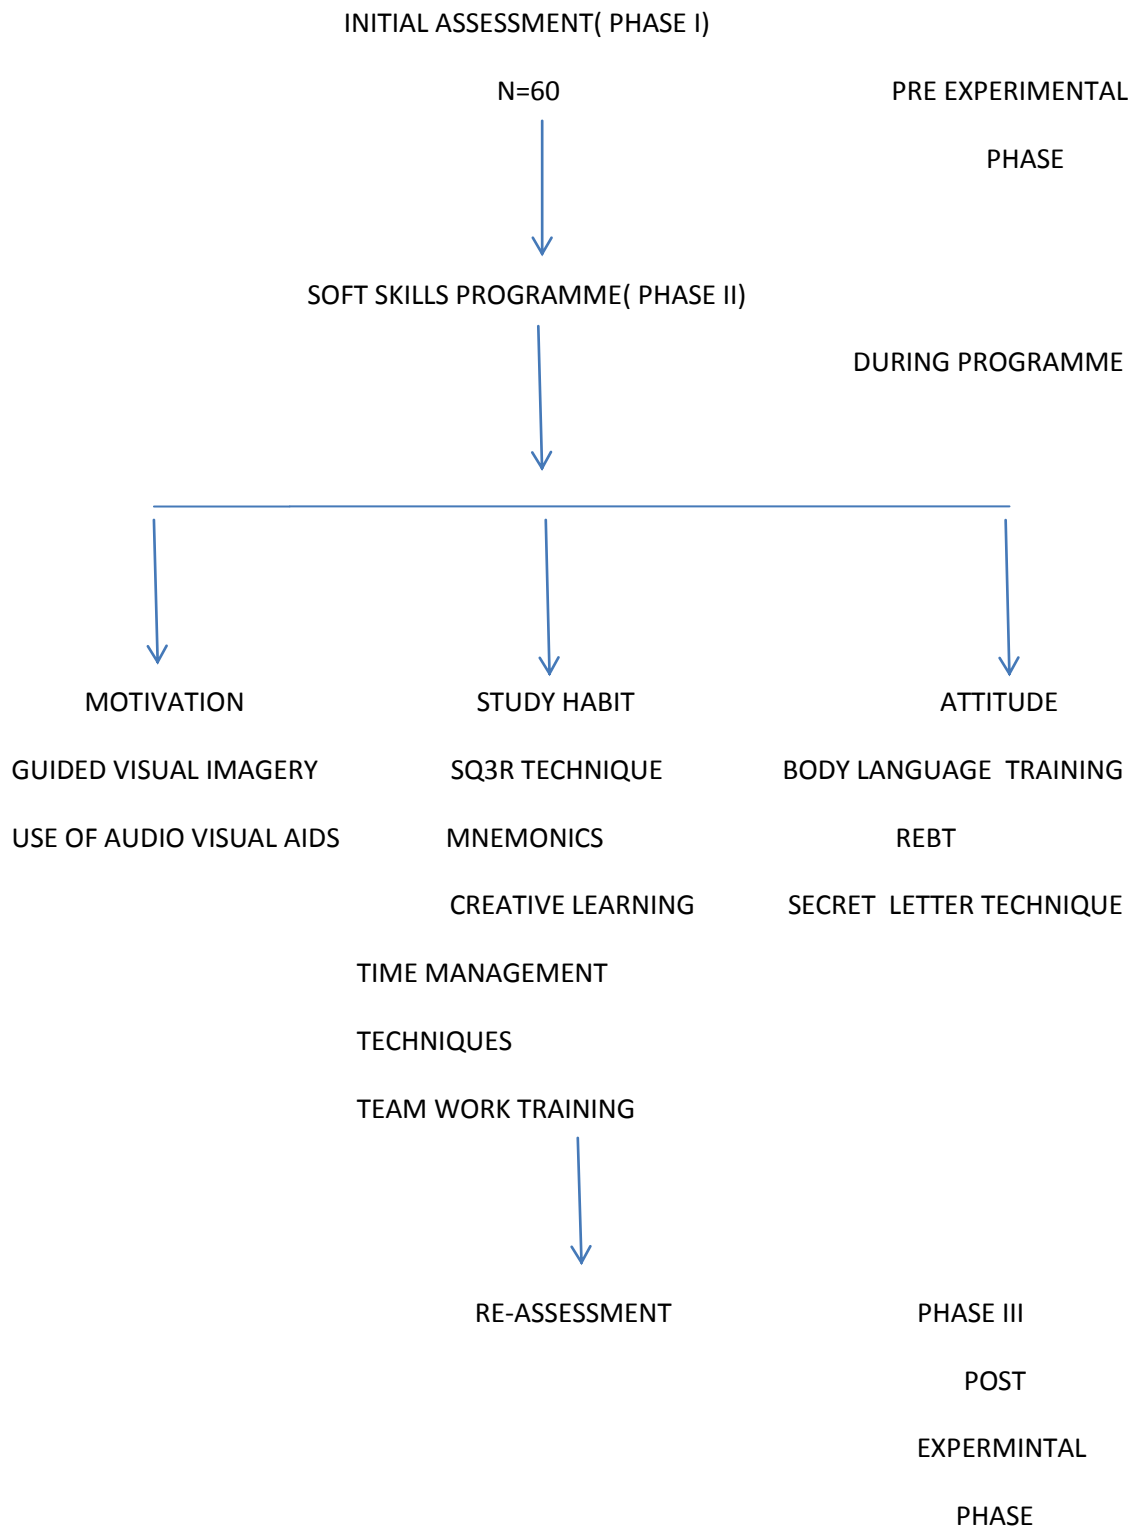 INITIAL ASSESSMENT( PHASE I)
N=60 PRE EXPERIMENTAL
PHASE
SOFT SKILLS PROGRAMME( PHASE II)
DURING PROGRAMME
MOTIVATION STUDY HABIT ATTITUDE
GUIDED VISUAL IMAGERY SQ3R TECHNIQUE BODY LANGUAGE TRAINING
USE OF AUDIO VISUAL AIDS MNEMONICS REBT
CREATIVE LEARNING SECRET LETTER TECHNIQUE
TIME MANAGEMENT
TECHNIQUES
TEAM WORK TRAINING
RE-ASSESSMENT PHASE III
POST
EXPERMINTAL
PHASE